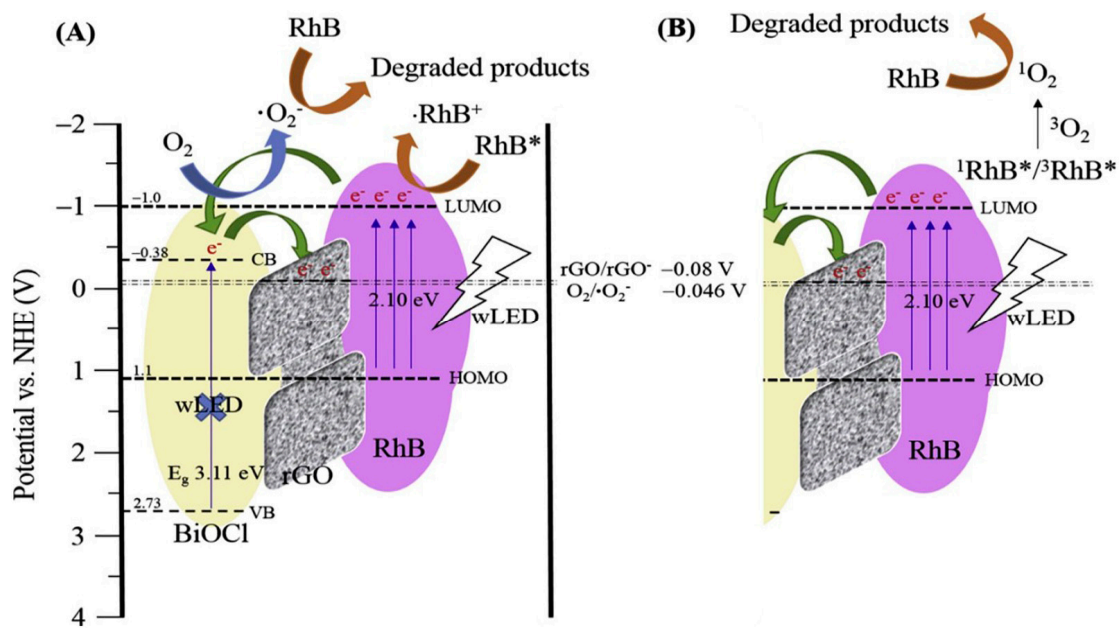 (A)
RhB
Degraded products
·O₂⁻
·RhB⁺
O₂
RhB*
Potential vs. NHE (V)
−2
−1
0
1
2
3
4
−1.0
e⁻ e⁻ e⁻
LUMO
e⁻
−0.38
CB
e⁻ e⁻
2.10 eV
wLED
1.1
HOMO
wLED
RhB
E_g 3.11 eV
rGO
2.73
VB
BiOCl
rGO/rGO⁻ −0.08 V
O₂/•O₂⁻ −0.046 V
(B)
Degraded products
RhB
¹O₂
³O₂
¹RhB*/³RhB*
e⁻ e⁻ e⁻
LUMO
e⁻ e⁻
2.10 eV
wLED
HOMO
RhB